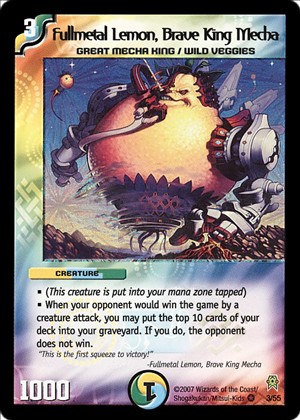 3
Fullmetal Lemon, Brave King Mecha
GREAT MECHA KING / WILD VEGGIES
CREATURE
• (This creature is put into your mana zone tapped)
• When your opponent would win the game by a
creature attack, you may put the top 10 cards of
your deck into your graveyard. If you do, the opponent
does not win.
"This is the first squeeze to victory!"
-Fullmetal Lemon, Brave King Mecha
1000
1
©2007 Wizards of the Coast/
Shogakukan/Mitsui-Kids
3/55